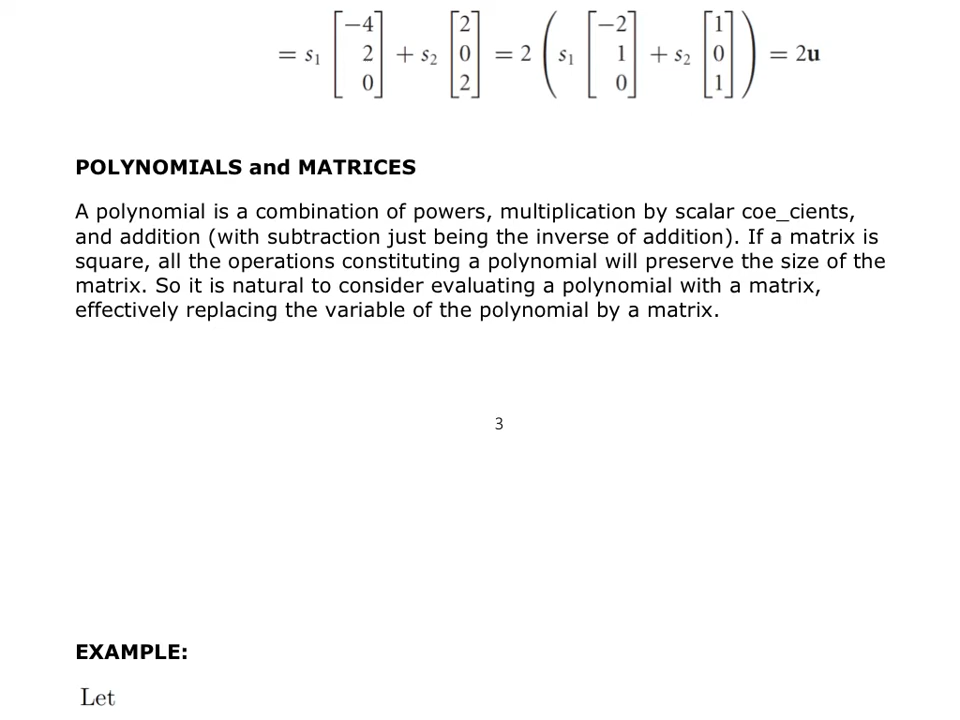 = s₁ [−4 2 0] + s₂ [2 0 2] = 2 ( s₁ [−2 1 0] + s₂ [1 0 1] ) = 2u
POLYNOMIALS and MATRICES
A polynomial is a combination of powers, multiplication by scalar coe_cients,
and addition (with subtraction just being the inverse of addition). If a matrix is
square, all the operations constituting a polynomial will preserve the size of the
matrix. So it is natural to consider evaluating a polynomial with a matrix,
effectively replacing the variable of the polynomial by a matrix.
3
EXAMPLE:
Let